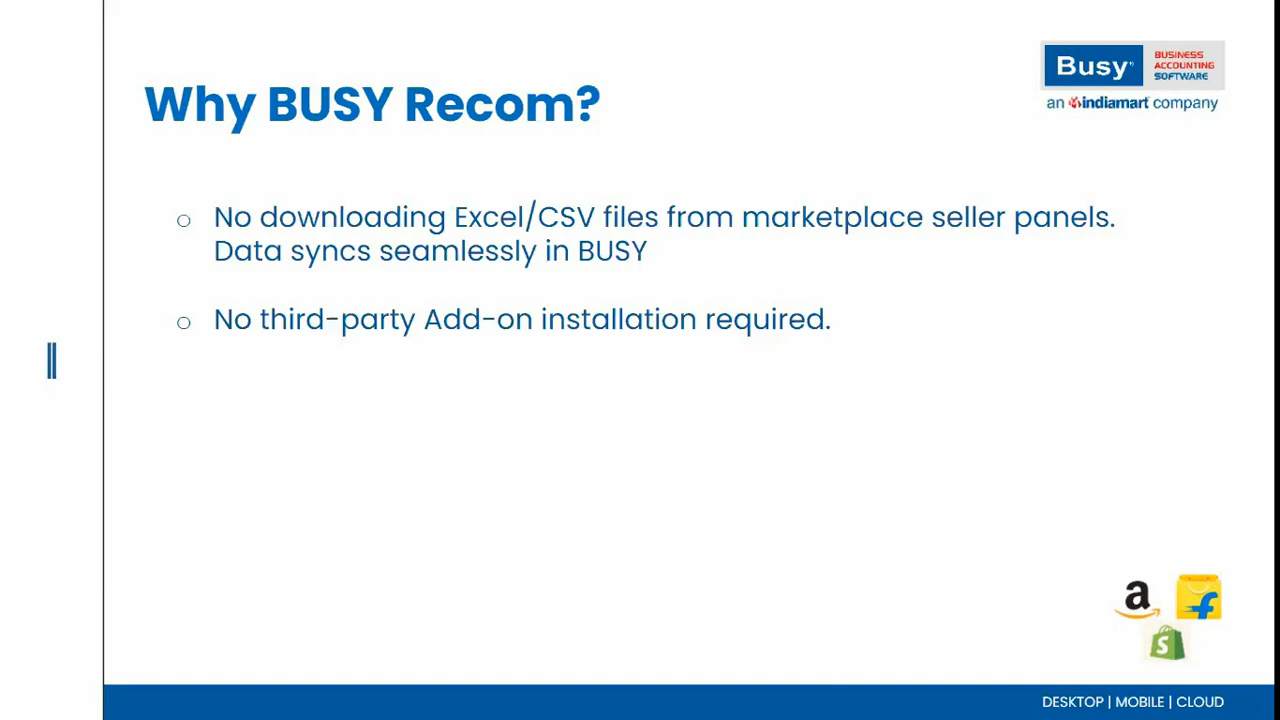 Busy
BUSINESS
ACCOUNTING
SOFTWARE
an indiamart company
Why BUSY Recom?
No downloading Excel/CSV files from marketplace seller panels.
Data syncs seamlessly in BUSY
No third-party Add-on installation required.
a
f
S
DESKTOP | MOBILE | CLOUD